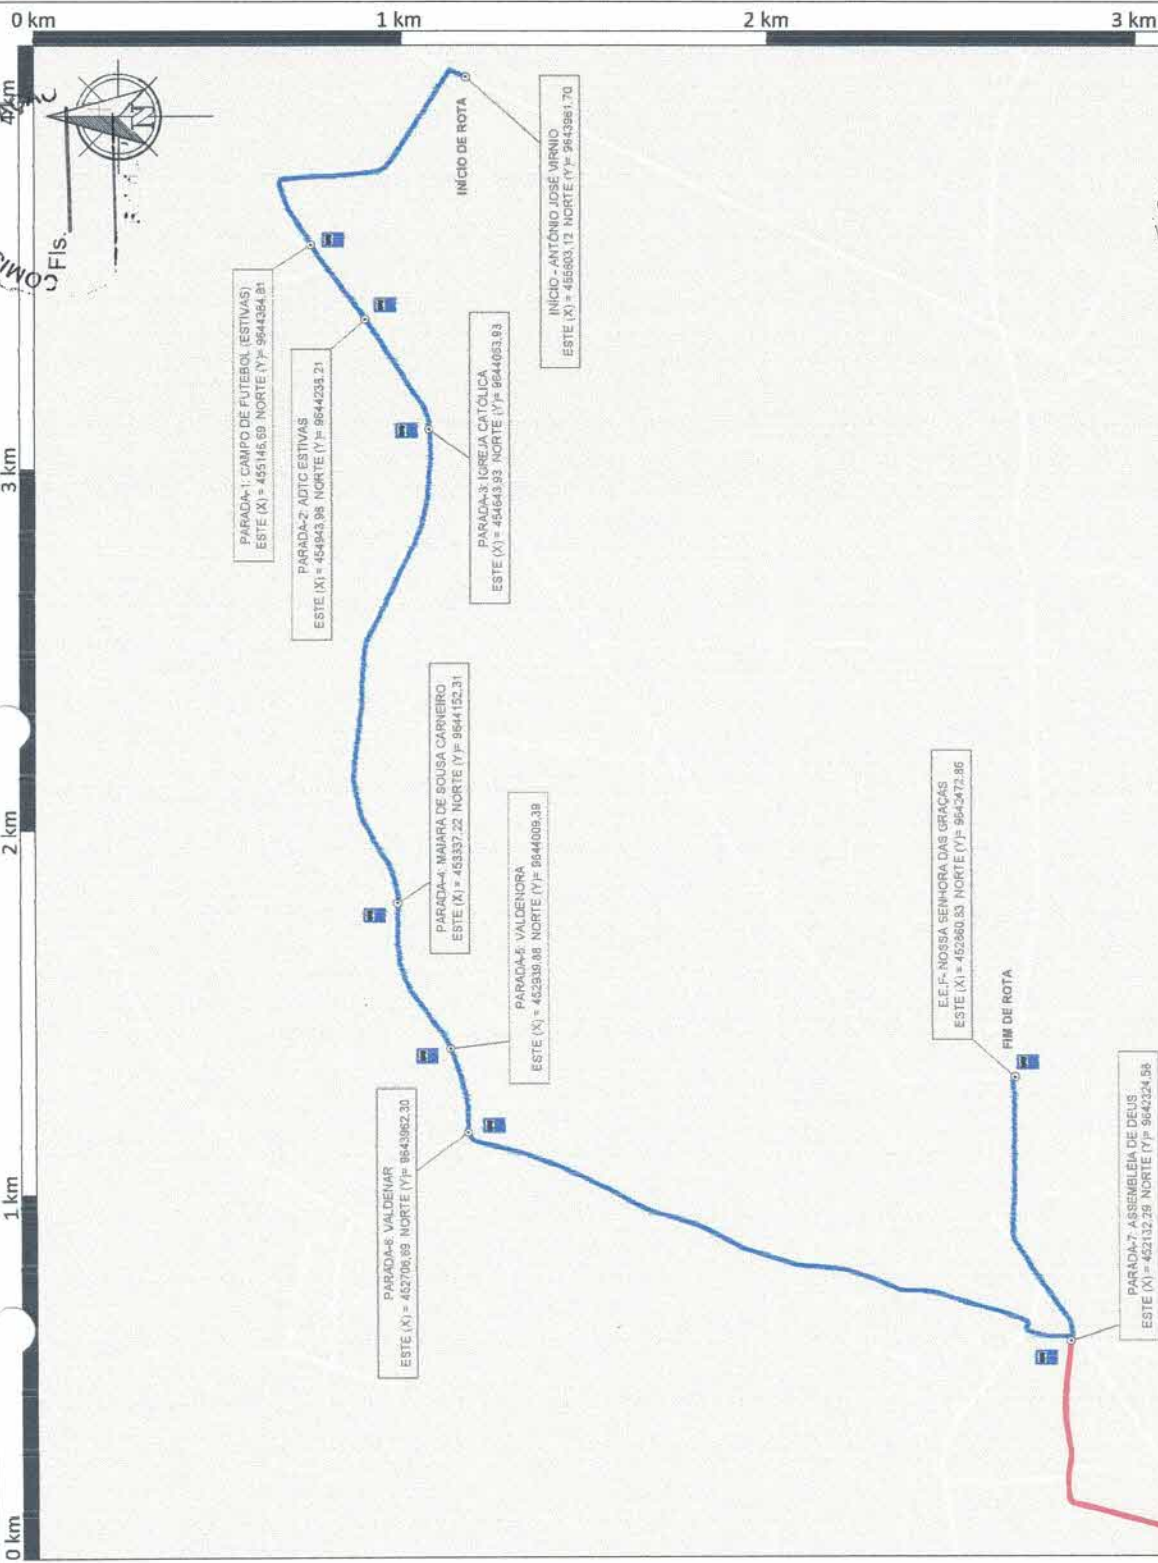 0 km
1 km
2 km
3 km
3 km
2 km
1 km
0 km
N
Fls.
INÍCIO DE ROTA
INÍCIO - ANTÔNIO JOSÉ VIRNIO
ESTE (X) = 455803,12 NORTE (Y)= 9643981,70
PARADA-1: CAMPO DE FUTEBOL (ESTIVAS)
ESTE (X) = 455146,69 NORTE (Y)= 9644384,81
PARADA-2: ADTC ESTIVAS
ESTE (X) = 454943,98 NORTE (Y)= 9644238,21
PARADA-3: IGREJA CATÓLICA
ESTE (X) = 454643,93 NORTE (Y)= 9644063,93
PARADA-4: MAIARA DE SOUSA CARNEIRO
ESTE (X) = 453337,22 NORTE (Y)= 9644152,31
PARADA-5: VALDENORA
ESTE (X) = 452939,88 NORTE (Y)= 9644009,39
PARADA-6: VALDENAR
ESTE (X) = 452706,69 NORTE (Y)= 9643962,30
E.E.F- NOSSA SENHORA DAS GRAÇAS
ESTE (X) = 452860,83 NORTE (Y)= 9642472,86
FIM DE ROTA
PARADA-7: ASSEMBLÉIA DE DEUS
ESTE (X) = 452132,29 NORTE (Y)= 9642324,58